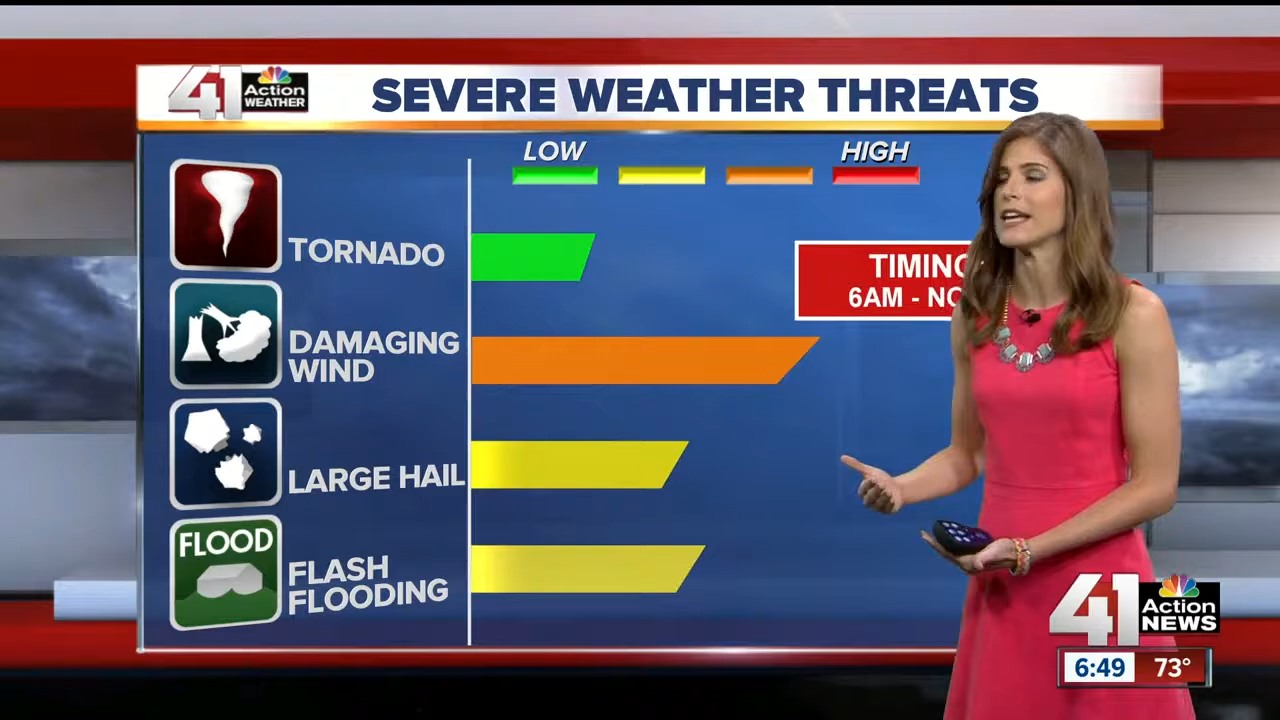 41 Action
WEATHER
SEVERE WEATHER THREATS
LOW
HIGH
TORNADO
TIMING
6AM -
DAMAGING
WIND
LARGE HAIL
FLOOD
FLASH
FLOODING
41 Action
NEWS
6:49 73°